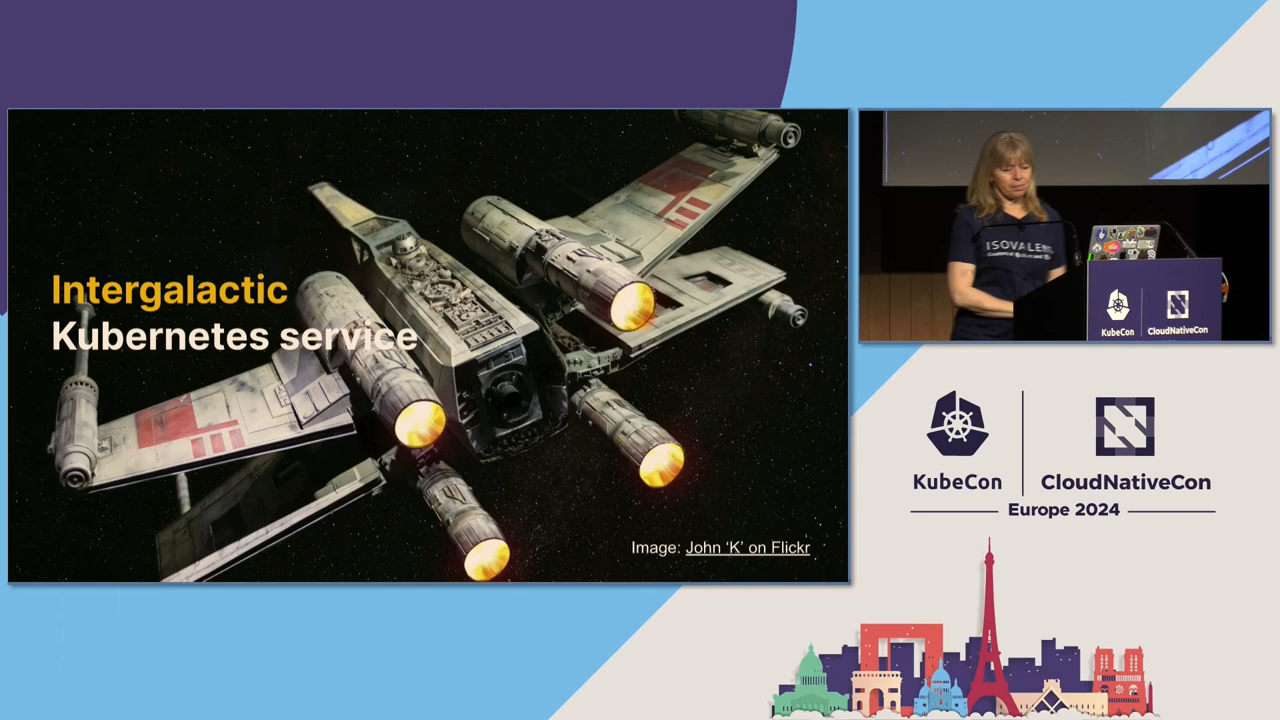 Intergalactic
Kubernetes service
Image: John ‘K’ on Flickr
ISOVALENT
KubeCon
CloudNativeCon
KubeCon
CloudNativeCon
Europe 2024